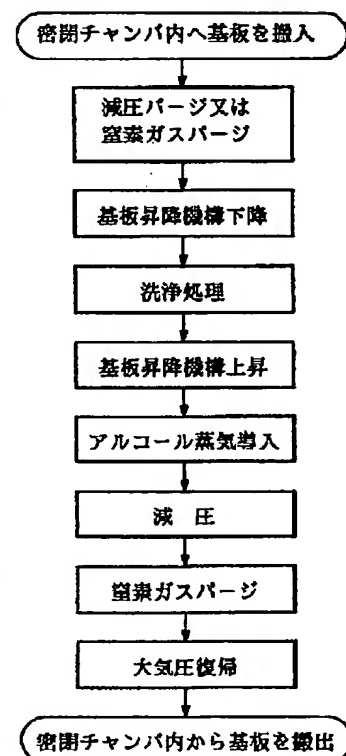 密閉チャンバ内へ基板を搬入
減圧パージ又は
窒素ガスパージ
基板昇降機構下降
洗浄処理
基板昇降機構上昇
アルコール蒸気導入
減 圧
窒素ガスパージ
大気圧復帰
密閉チャンバ内から基板を搬出